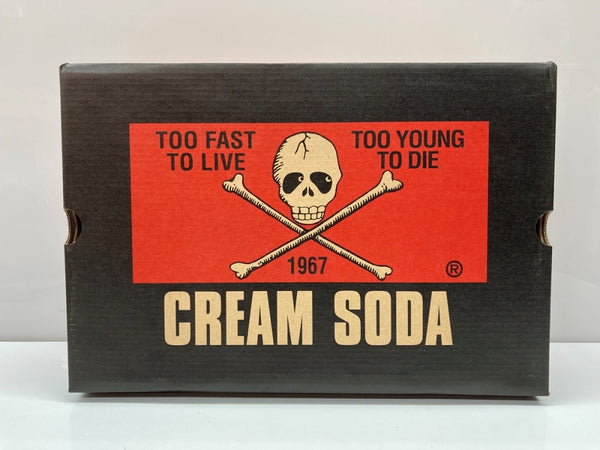 TOO FAST
TO LIVE
TOO YOUNG
TO DIE
1967
®
CREAM SODA